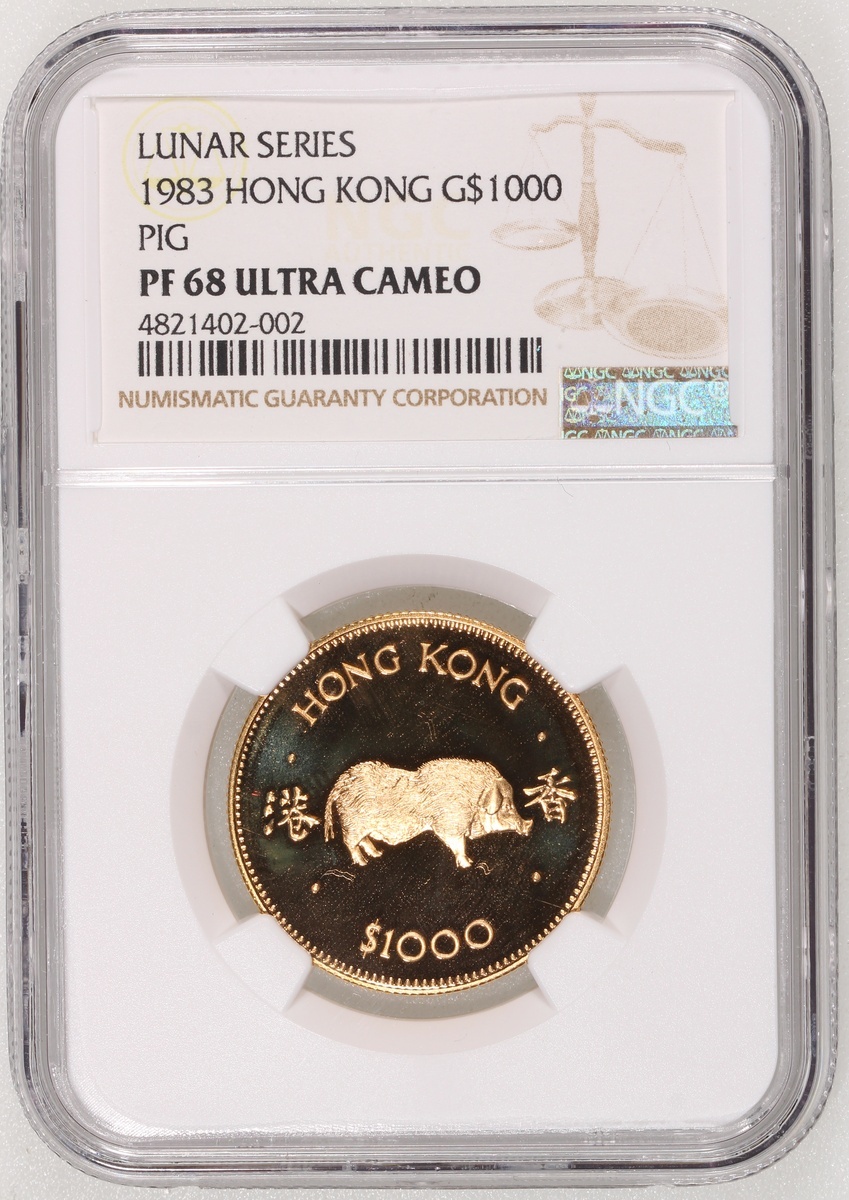 LUNAR SERIES
1983 HONG KONG G$1000
PIG
PF 68 ULTRA CAMEO
4821402-002
NUMISMATIC GUARANTY CORPORATION
NGC
HONG KONG
港 香
$1000